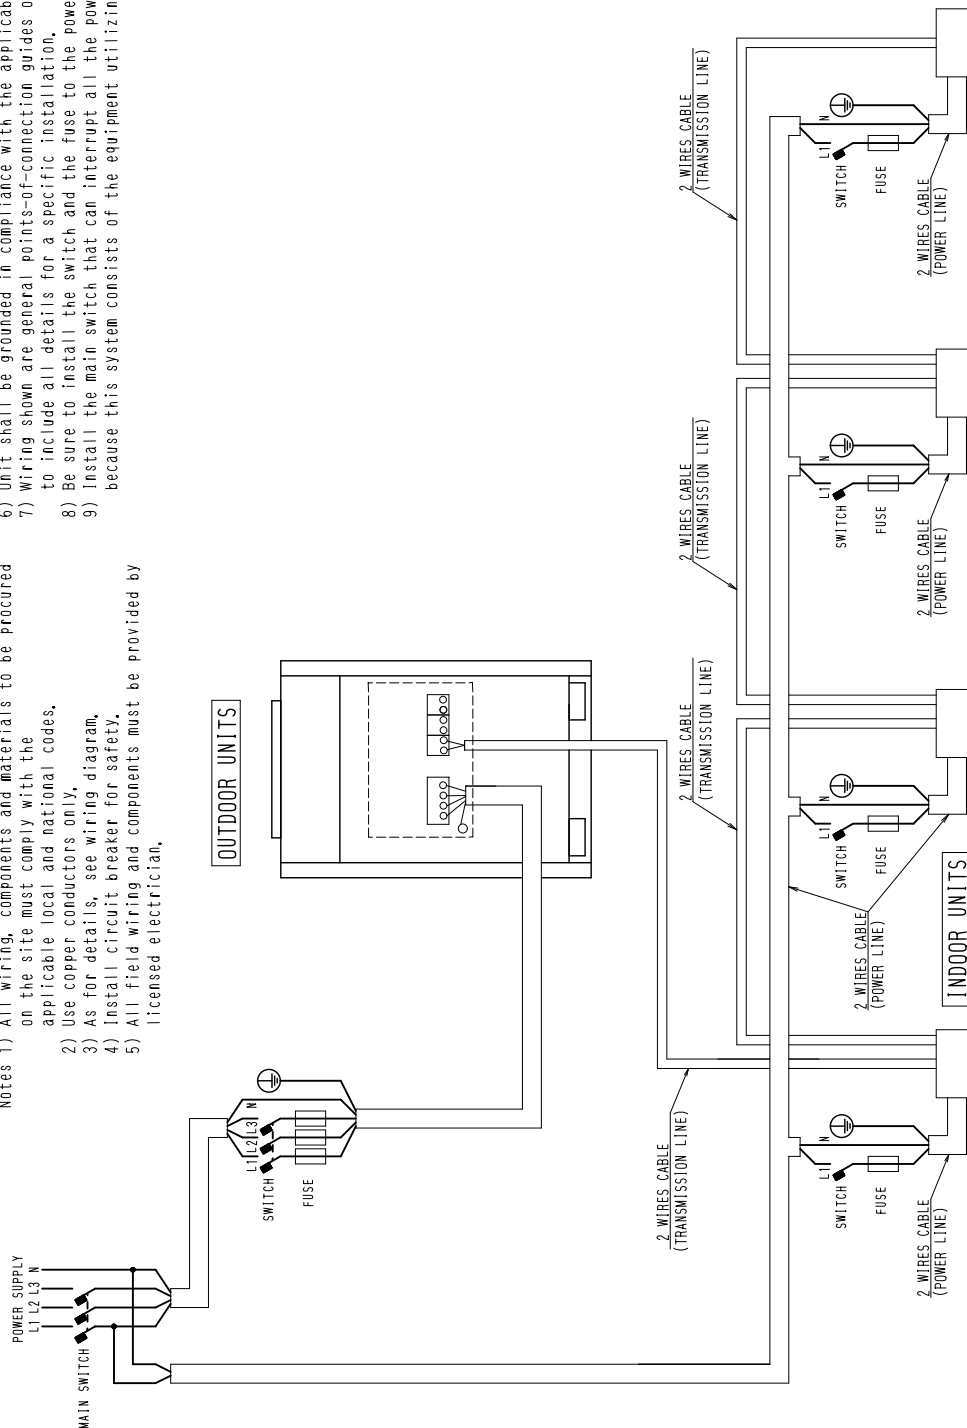 Notes 1) All wiring, components and materials to be procured
on the site must comply with the
applicable local and national codes.
2) Use copper conductors only.
3) As for details, see wiring diagram.
4) Install circuit breaker for safety.
5) All field wiring and components must be provided by
licensed electrician.
6) Unit shall be grounded in compliance with the applicab
7) Wiring shown are general points-of-connection guides o
to include all details for a specific installation.
8) Be sure to install the switch and the fuse to the powe
9) Install the main switch that can interrupt all the pow
because this system consists of the equipment utilizin
POWER SUPPLY
L1 L2 L3 N
MAIN SWITCH
L1 L2 L3 N
SWITCH
FUSE
OUTDOOR UNITS
2 WIRES CABLE
(TRANSMISSION LINE)
2 WIRES CABLE
(TRANSMISSION LINE)
2 WIRES CABLE
(TRANSMISSION LINE)
2 WIRES CABLE
(TRANSMISSION LINE)
L1 N
SWITCH
FUSE
2 WIRES CABLE
(POWER LINE)
2 WIRES CABLE
(POWER LINE)
L1 N
SWITCH
FUSE
INDOOR UNITS
L1 N
SWITCH
FUSE
2 WIRES CABLE
(POWER LINE)
L1 N
SWITCH
FUSE
2 WIRES CABLE
(POWER LINE)